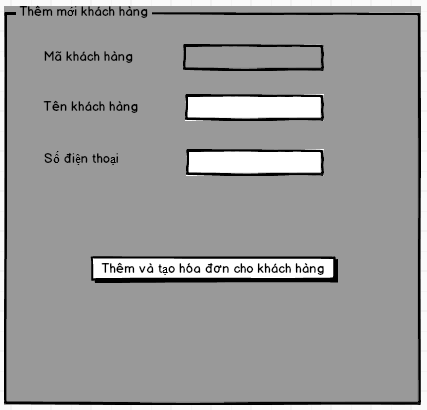 Thêm mới khách hàng
Mã khách hàng
Tên khách hàng
Số điện thoại
Thêm và tạo hóa đơn cho khách hàng